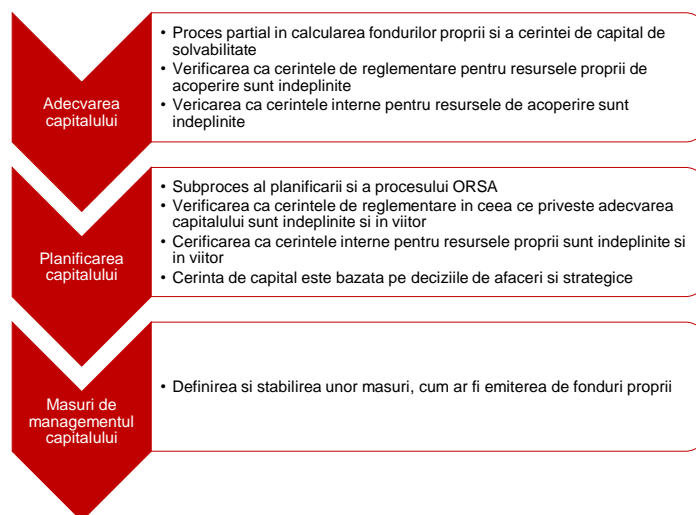 Adecvarea
capitalului
• Proces partial in calcularea fondurilor proprii si a cerintei de capital de
solvabilitate
• Verificarea ca cerintele de reglementare pentru resursele proprii de
acoperire sunt indeplinite
• Vericarea ca cerintele interne pentru resursele de acoperire sunt
indeplinite
Planificarea
capitalului
• Subproces al planificarii si a procesului ORSA
• Verificarea ca cerintele de reglementare in ceea ce priveste adecvarea
capitalului sunt indeplinite si in viitor
• Cerificarea ca cerintele interne pentru resursele proprii sunt indeplinite si
in viitor
• Cerinta de capital este bazata pe deciziile de afaceri si strategice
Masuri de
managementul
capitalului
• Definirea si stabilirea unor masuri, cum ar fi emiterea de fonduri proprii